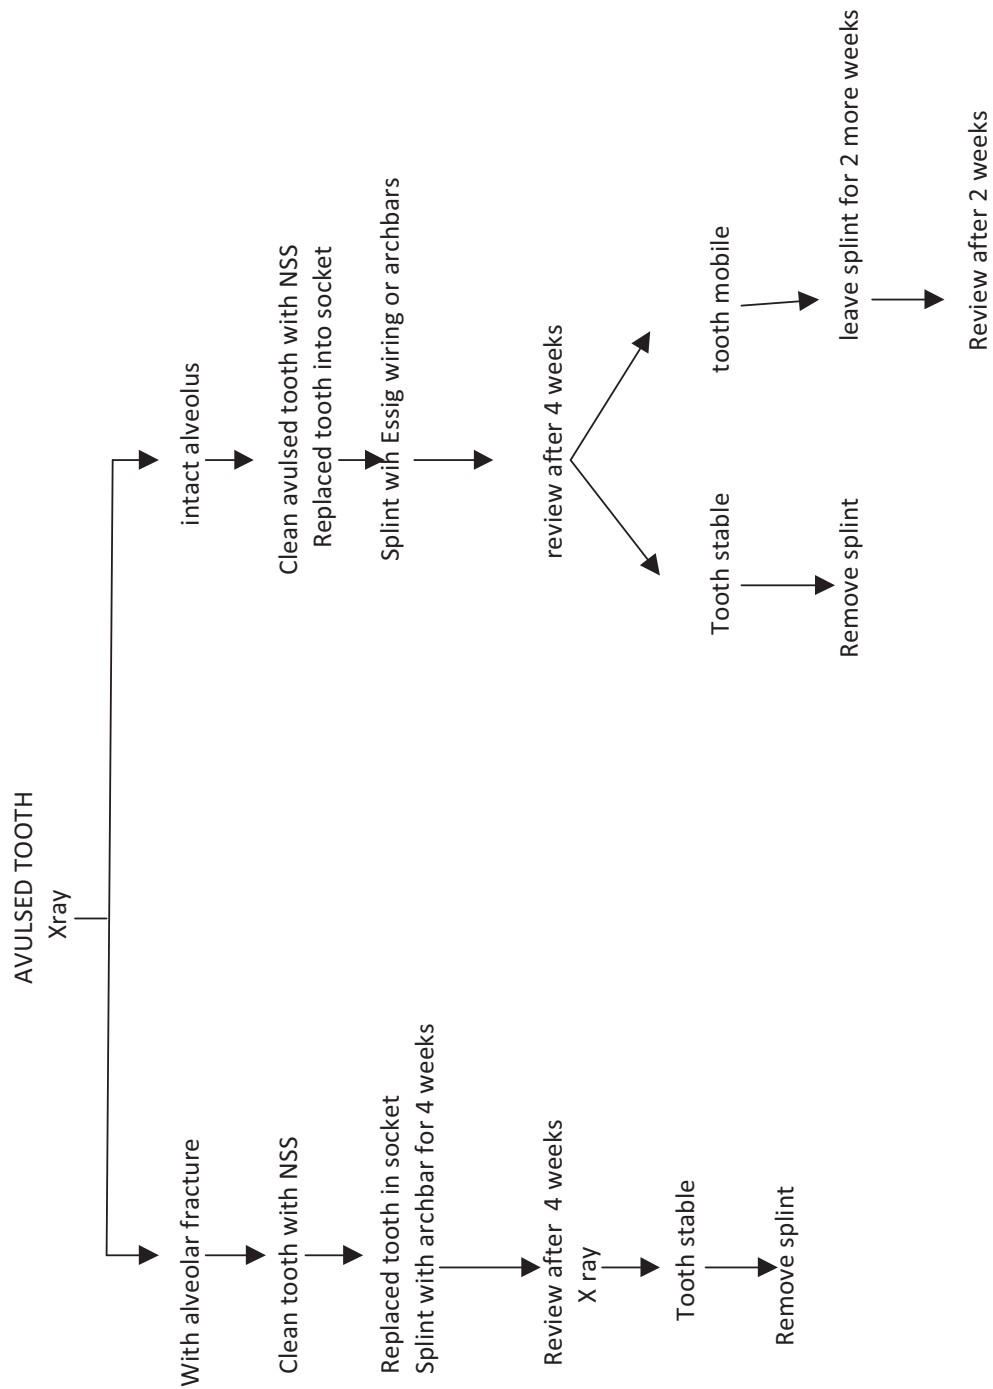 AVULSED TOOTH
Xray
With alveolar fracture
Clean tooth with NSS
Replaced tooth in socket
Splint with archbar for 4 weeks
Review after 4 weeks
X ray
Tooth stable
Remove splint
intact alveolus
Clean avulsed tooth with NSS
Replaced tooth into socket
Splint wih Essig wiring or archbars
review after 4 weeks
Tooth stable
Remove splint
tooth mobile
leave splint for 2 more weeks
Review after 2 weeks